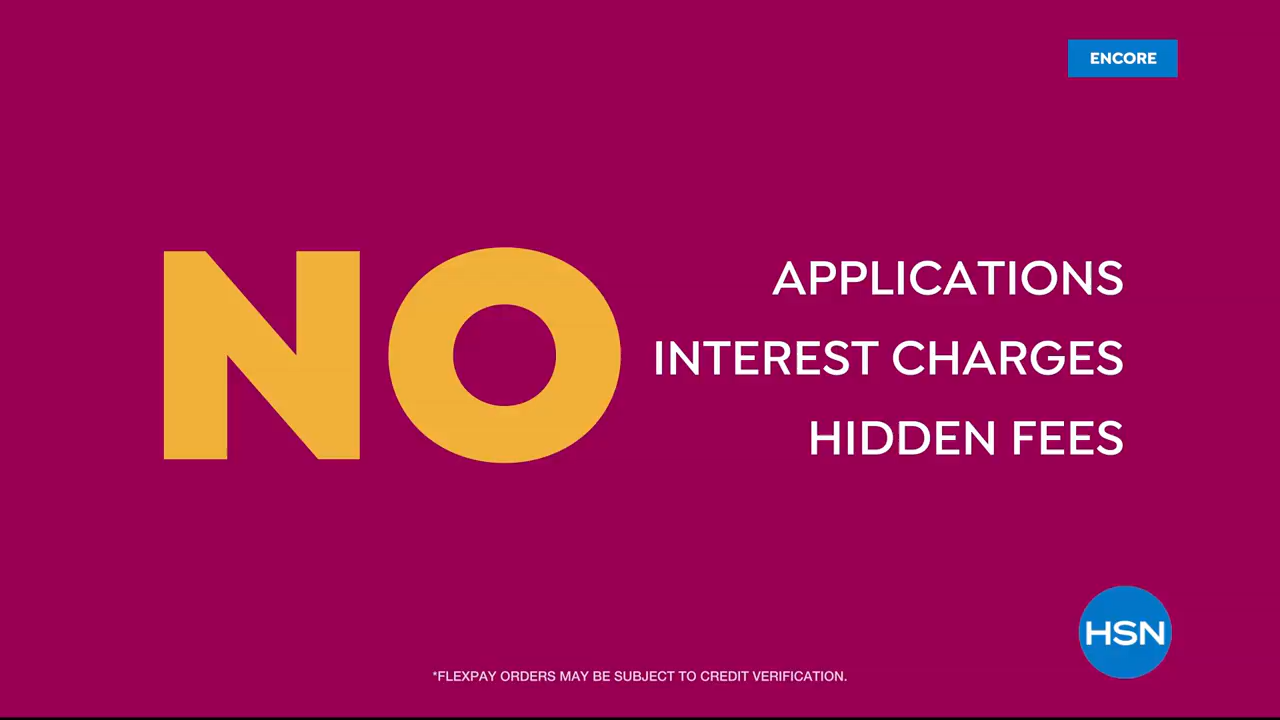 ENCORE
NO
APPLICATIONS
INTEREST CHARGES
HIDDEN FEES
HSN
*FLEXPAY ORDERS MAY BE SUBJECT TO CREDIT VERIFICATION.